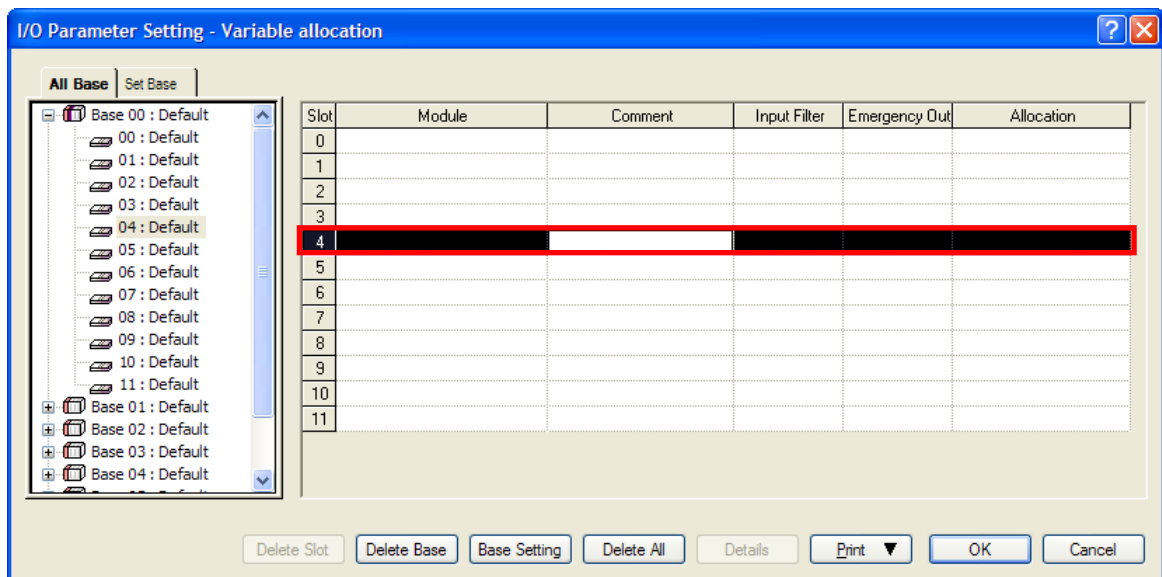 I/O Parameter Setting - Variable allocation
All Base Set Base
Base 00 : Default
00 : Default
01 : Default
02 : Default
03 : Default
04 : Default
05 : Default
06 : Default
07 : Default
08 : Default
09 : Default
10 : Default
11 : Default
Base 01 : Default
Base 02 : Default
Base 03 : Default
Base 04 : Default
Slot Module Comment Input Filter Emergency Out Allocation
0
1
2
3
4
5
6
7
8
9
10
11
Delete Slot Delete Base Base Setting Delete All Details Print ▼ OK Cancel